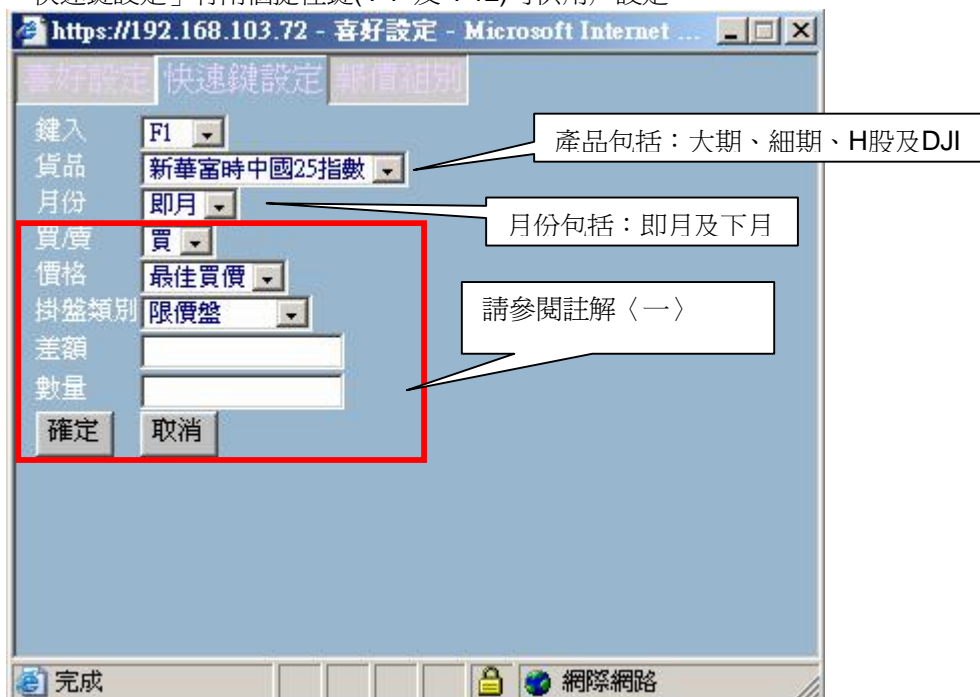 https://192.168.103.72 - 喜好設定 - Microsoft Internet ...
喜好設定 快速鍵設定 報價組別
鍵入 F1
產品包括：大期、細期、H股及DJI
貨品 新華富時中國25指數
月份 即月
月份包括：即月及下月
買/賣 買
價格 最佳買價
掛盤類別 限價盤
請參閱註解〈一〉
差額
數量
確定 取消
完成 網際網路